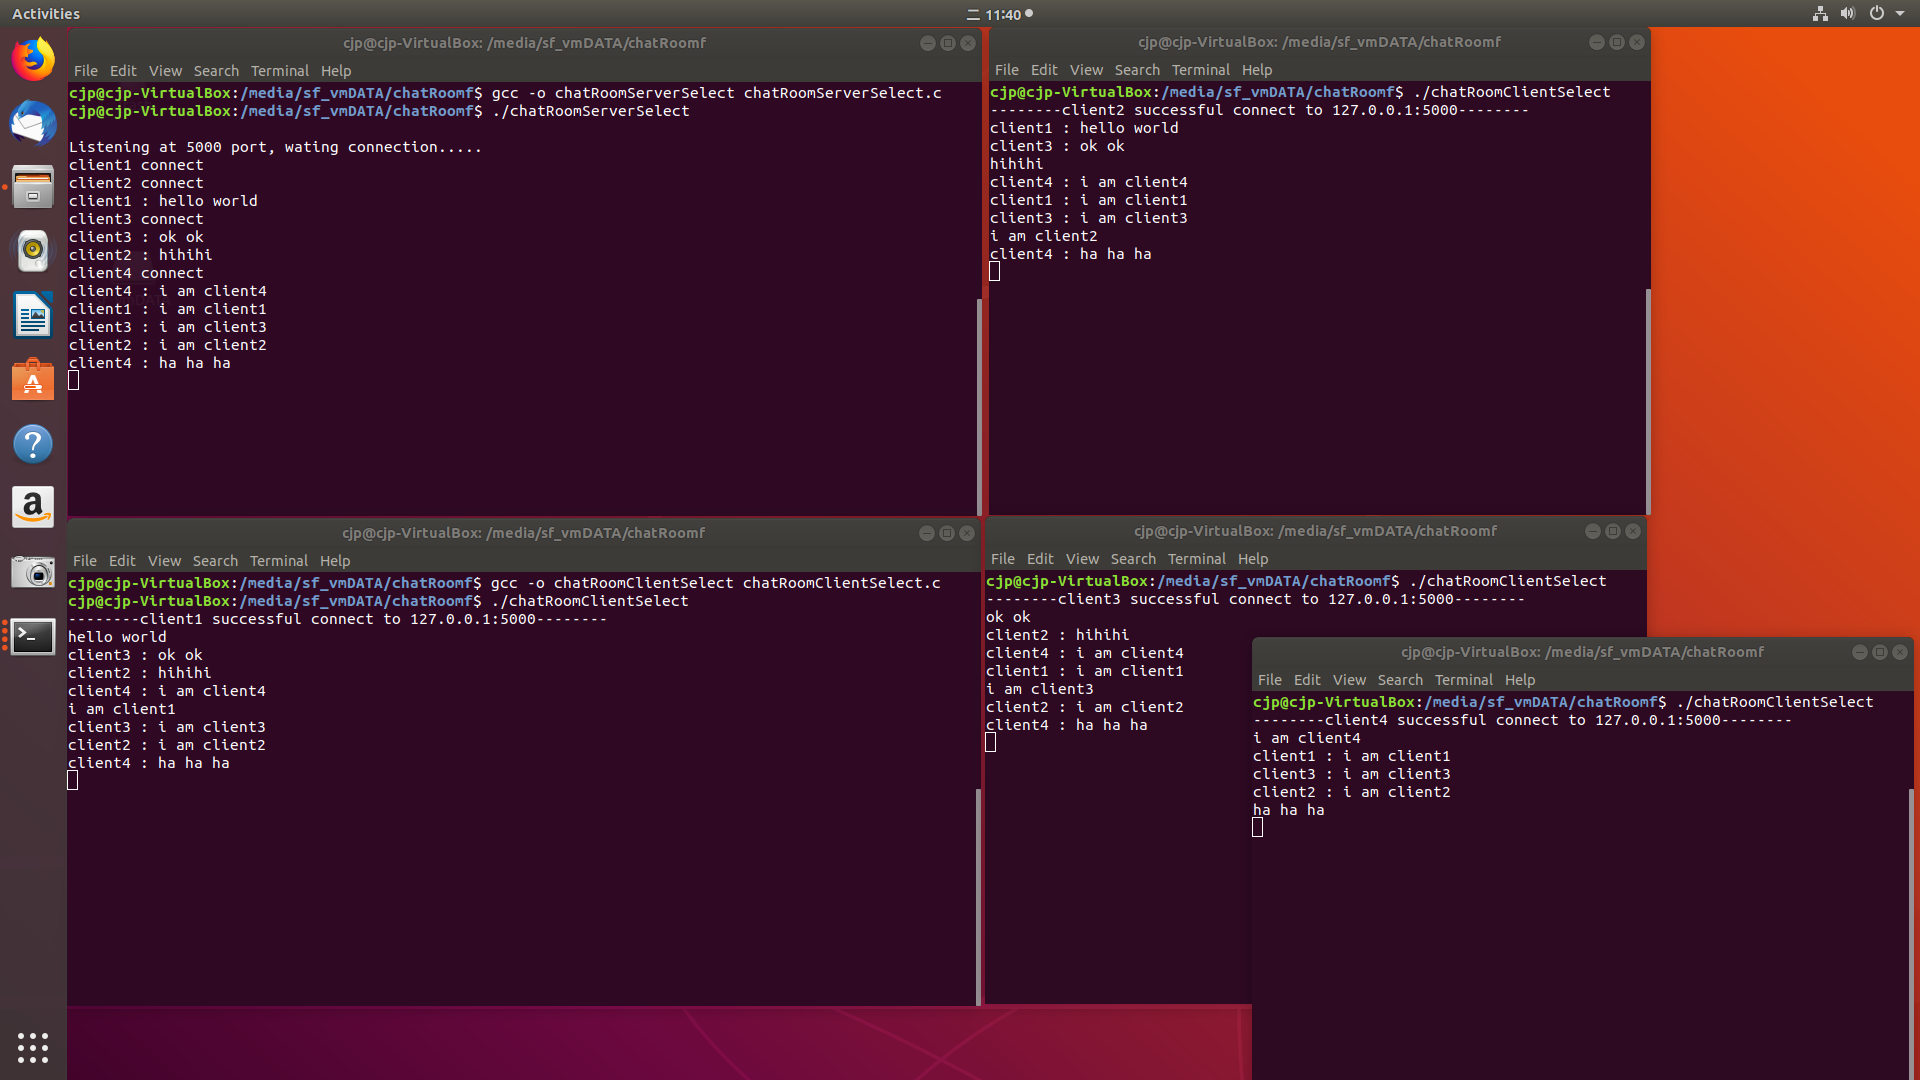 Activities
二 11:40
cjp@cjp-VirtualBox: /media/sf_vmDATA/chatRoomf
File Edit View Search Terminal Help
cjp@cjp-VirtualBox:/media/sf_vmDATA/chatRoomf$ gcc -o chatRoomServerSelect chatRoomServerSelect.c
cjp@cjp-VirtualBox:/media/sf_vmDATA/chatRoomf$ ./chatRoomServerSelect
Listening at 5000 port, wating connection.....
client1 connect
client2 connect
client1 : hello world
client3 connect
client3 : ok ok
client2 : hihihi
client4 connect
client4 : i am client4
client1 : i am client1
client3 : i am client3
client2 : i am client2
client4 : ha ha ha
cjp@cjp-VirtualBox: /media/sf_vmDATA/chatRoomf
File Edit View Search Terminal Help
cjp@cjp-VirtualBox:/media/sf_vmDATA/chatRoomf$ ./chatRoomClientSelect
--------client2 successful connect to 127.0.0.1:5000--------
client1 : hello world
client3 : ok ok
hihihi
client4 : i am client4
client1 : i am client1
client3 : i am client3
i am client2
client4 : ha ha ha
cjp@cjp-VirtualBox: /media/sf_vmDATA/chatRoomf
File Edit View Search Terminal Help
cjp@cjp-VirtualBox:/media/sf_vmDATA/chatRoomf$ gcc -o chatRoomClientSelect chatRoomClientSelect.c
cjp@cjp-VirtualBox:/media/sf_vmDATA/chatRoomf$ ./chatRoomClientSelect
--------client1 successful connect to 127.0.0.1:5000--------
hello world
client3 : ok ok
client2 : hihihi
client4 : i am client4
i am client1
client3 : i am client3
client2 : i am client2
client4 : ha ha ha
cjp@cjp-VirtualBox: /media/sf_vmDATA/chatRoomf
File Edit View Search Terminal Help
cjp@cjp-VirtualBox:/media/sf_vmDATA/chatRoomf$ ./chatRoomClientSelect
--------client3 successful connect to 127.0.0.1:5000--------
ok ok
client2 : hihihi
client4 : i am client4
client1 : i am client1
i am client3
client2 : i am client2
client4 : ha ha ha
cjp@cjp-VirtualBox: /media/sf_vmDATA/chatRoomf
File Edit View Search Terminal Help
cjp@cjp-VirtualBox:/media/sf_vmDATA/chatRoomf$ ./chatRoomClientSelect
--------client4 successful connect to 127.0.0.1:5000--------
i am client4
client1 : i am client1
client3 : i am client3
client2 : i am client2
ha ha ha